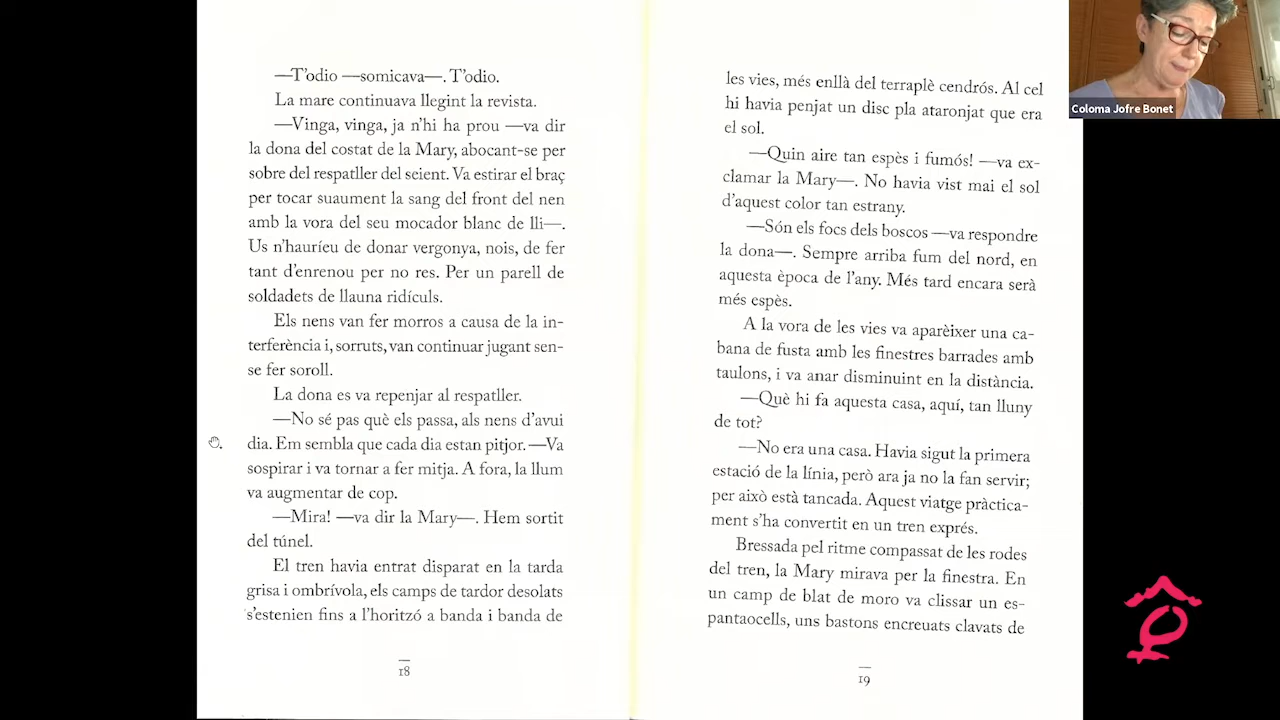 —T’odio —somicava—. T’odio.
La mare continuava llegint la revista.
—Vinga, vinga, ja n’hi ha prou —va dir
la dona del costat de la Mary, abocant-se per
sobre del respatller del seient. Va estirar el braç
per tocar suaument la sang del front del nen
amb la vora del seu mocador blanc de lli—.
Us n’hauríeu de donar vergonya, nois, de fer
tant d’enrenou per no res. Per un parell de
soldadets de llauna ridículs.
Els nens van fer morros a causa de la in-
terferència i, sorruts, van continuar jugant sen-
se fer soroll.
La dona es va repenjar al respatller.
—No sé pas què els passa, als nens d’avui
dia. Em sembla que cada dia estan pitjor. —Va
sospirar i va tornar a fer mitja. A fora, la llum
va augmentar de cop.
—Mira! —va dir la Mary—. Hem sortit
del túnel.
El tren havia entrat disparat en la tarda
grisa i ombrívola, els camps de tardor desolats
s’estenien fins a l’horitzó a banda i banda de
18
les vies, més enllà del terraplè cendrós. Al cel
hi havia penjat un disc pla ataronjat que era
el sol.
—Quin aire tan espès i fumós! —va ex-
clamar la Mary—. No havia vist mai el sol
d’aquest color tan estrany.
—Són els focs dels boscos —va respondre
la dona—. Sempre arriba fum del nord, en
aquesta època de l’any. Més tard encara serà
més espès.
A la vora de les vies va aparèixer una ca-
bana de fusta amb les finestres barrades amb
taulons, i va anar disminuint en la distància.
—Què hi fa aquesta casa, aquí, tan lluny
de tot?
—No era una casa. Havia sigut la primera
estació de la línia, però ara ja no la fan servir;
per això està tancada. Aquest viatge pràctica-
ment s’ha convertit en un tren exprés.
Bressada pel ritme compassat de les rodes
del tren, la Mary mirava per la finestra. En
un camp de blat de moro va clissar un es-
pantaocells, uns bastons encreuats clavats de
19
Coloma Jofre Bonet